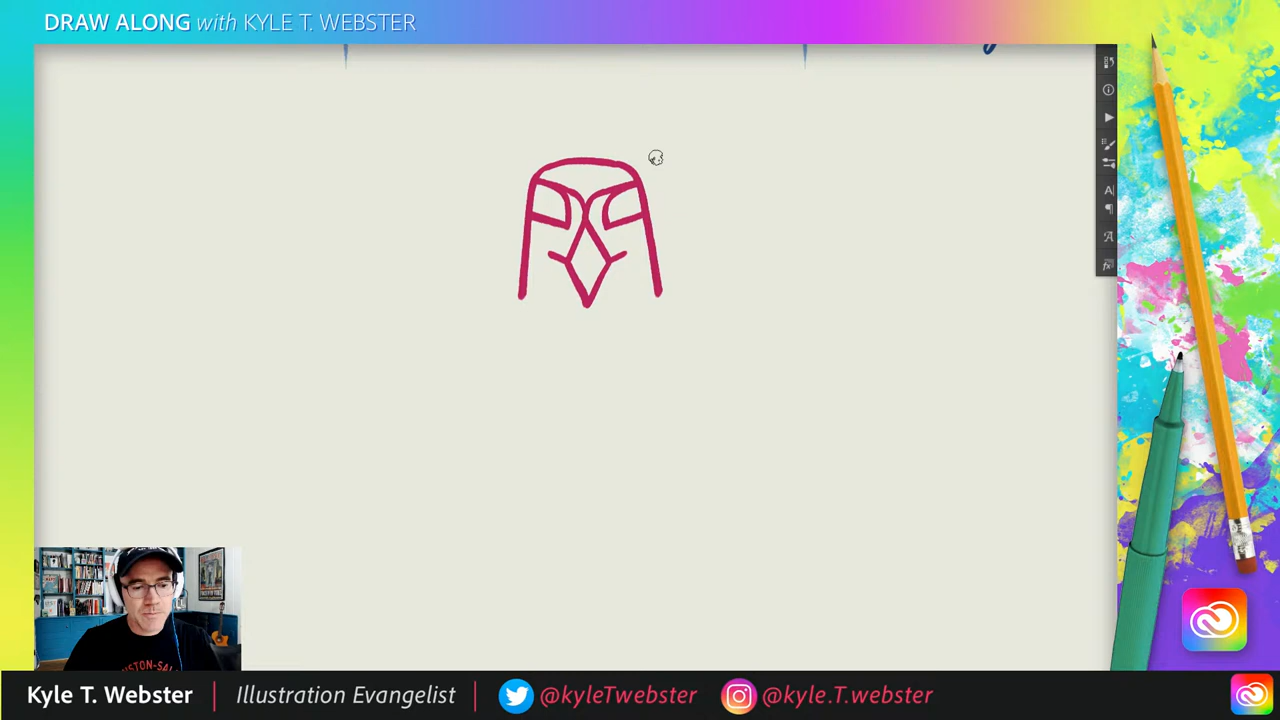 DRAW ALONG with KYLE T. WEBSTER
Kyle T. Webster | Illustration Evangelist | @kyleTwebster @kyle.T.webster